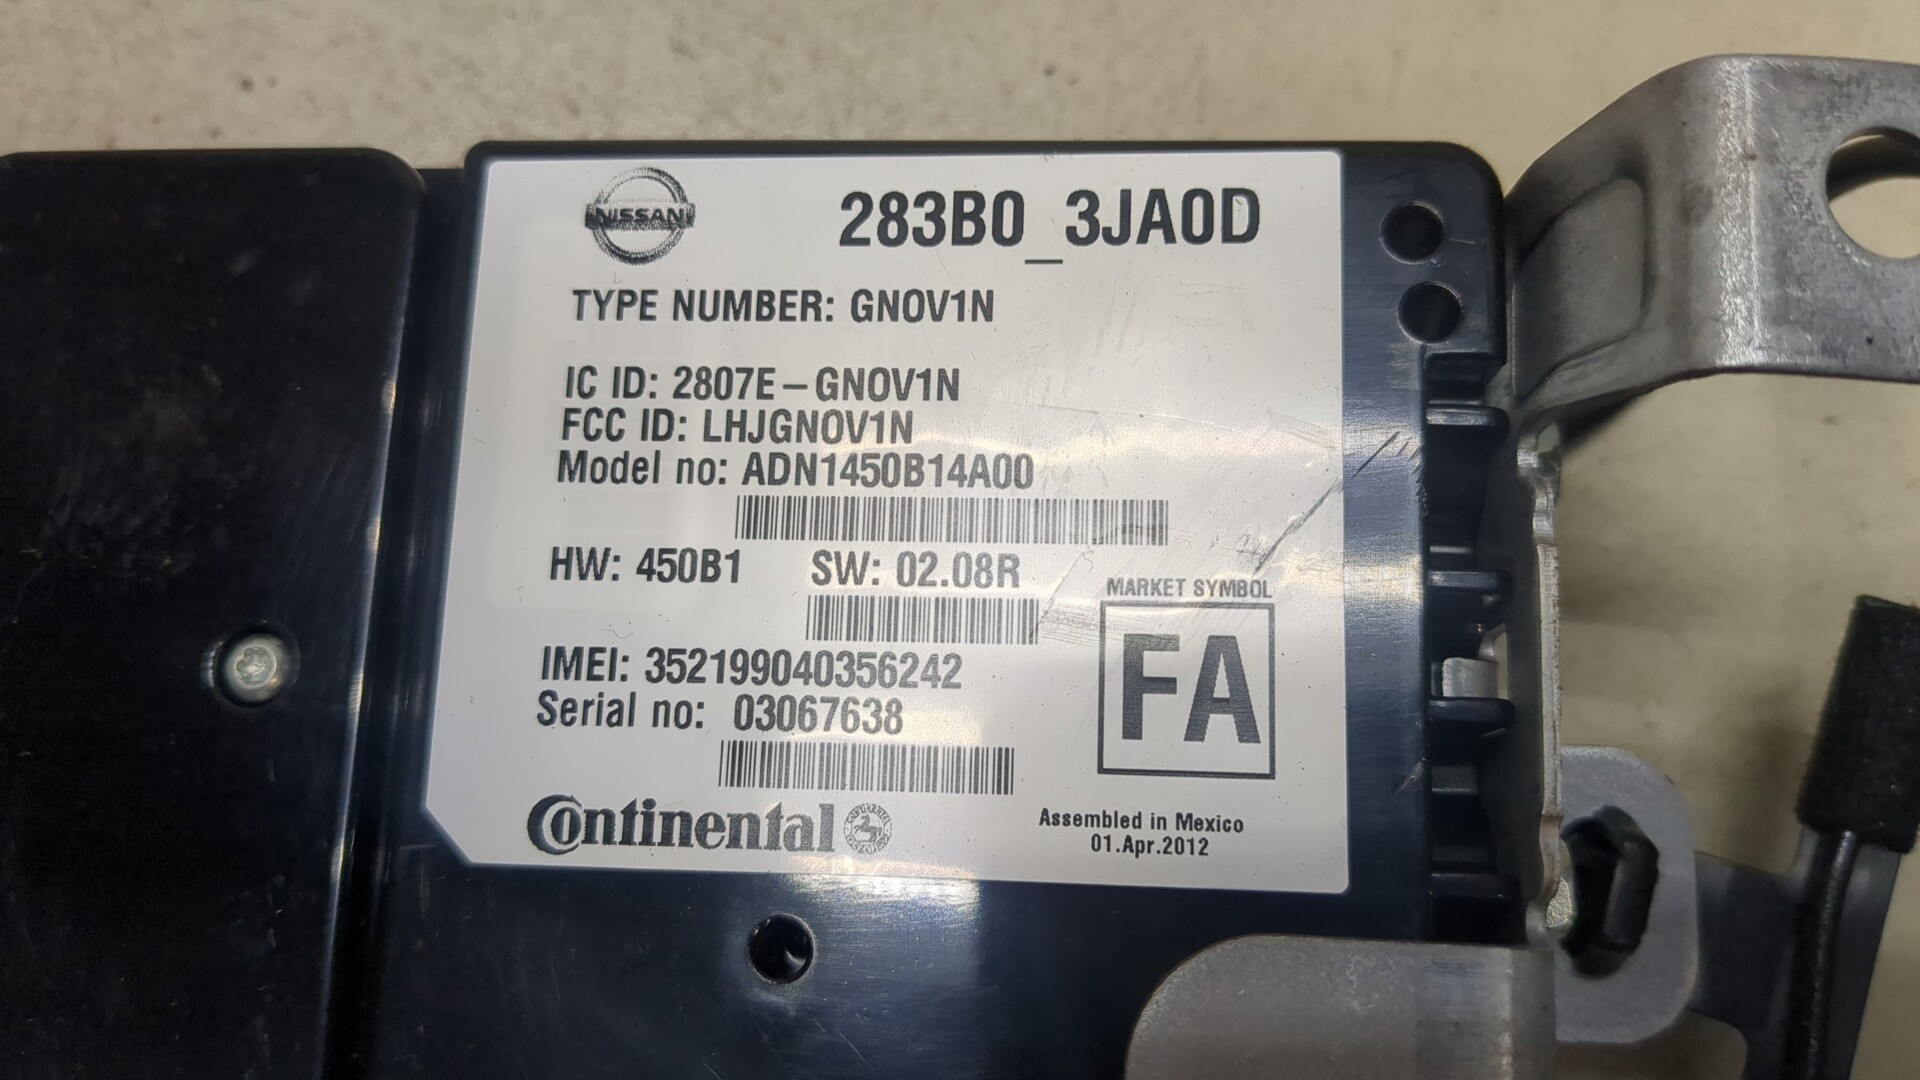 NISSAN
283B0_3JA0D
TYPE NUMBER: GNOV1N
IC ID: 2807E-GNOV1N
FCC ID: LHJGNOV1N
Model no: ADN1450B14A00
HW: 450B1 SW: 02.08R
MARKET SYMBOL
FA
IMEI: 352199040356242
Serial no: 03067638
Continental
Assembled in Mexico
01.Apr.2012